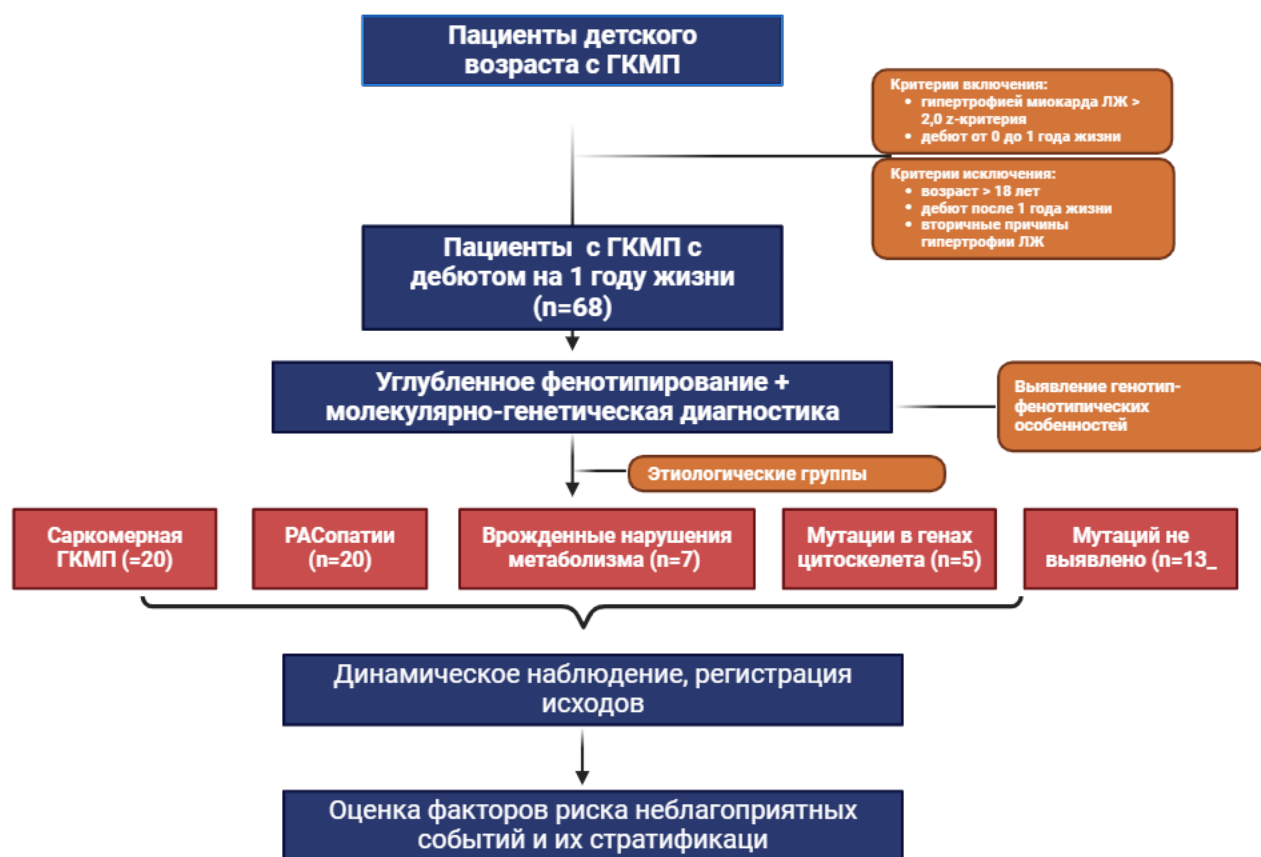 Пациенты детского
возраста с ГКМП
Критерии включения:
• гипертрофией миокарда ЛЖ >
2,0 z-критерия
• дебют от 0 до 1 года жизни
Критерии исключения:
• возраст > 18 лет
• дебют после 1 года жизни
• вторичные причины
гипертрофии ЛЖ
Пациенты с ГКМП с
дебютом на 1 году жизни
(n=68)
Углубленное фенотипирование +
молекулярно-генетическая диагностика
Выявление генотип-
фенотипических
особенностей
Этиологические группы
Саркомерная
ГКМП (=20)
РАСопатии
(n=20)
Врожденные нарушения
метаболизма (n=7)
Мутации в генах
цитоскелета (n=5)
Мутаций не
выявлено (n=13_
Динамическое наблюдение, регистрация
исходов
Оценка факторов риска неблагоприятных
событий и их стратификаци